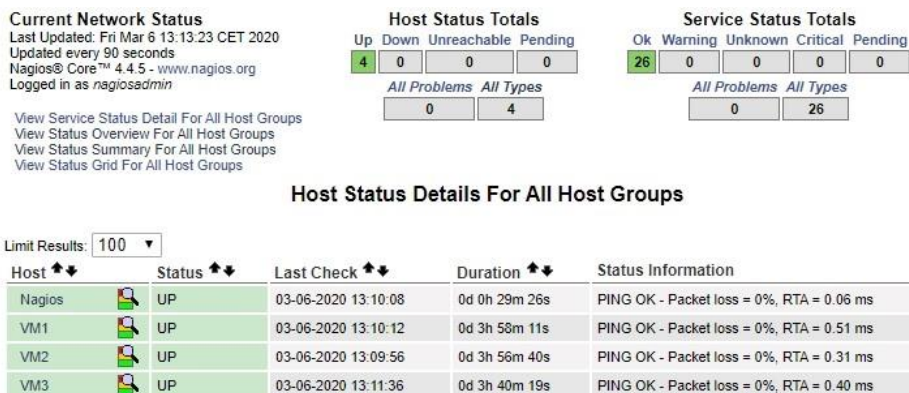 Current Network Status
Last Updated: Fri Mar 6 13:13:23 CET 2020
Updated every 90 seconds
Nagios® Core™ 4.4.5 - www.nagios.org
Logged in as nagiosadmin
View Service Status Detail For All Host Groups
View Status Overview For All Host Groups
View Status Summary For All Host Groups
View Status Grid For All Host Groups
Host Status Totals
Up Down Unreachable Pending
4 0 0 0
All Problems All Types
0 4
Service Status Totals
Ok Warning Unknown Critical Pending
26 0 0 0 0
All Problems All Types
0 26
Host Status Details For All Host Groups
Limit Results: 100
Host Status Last Check Duration Status Information
Nagios UP 03-06-2020 13:10:08 0d 0h 29m 26s PING OK - Packet loss = 0%, RTA = 0.06 ms
VM1 UP 03-06-2020 13:10:12 0d 3h 58m 11s PING OK - Packet loss = 0%, RTA = 0.51 ms
VM2 UP 03-06-2020 13:09:56 0d 3h 56m 40s PING OK - Packet loss = 0%, RTA = 0.31 ms
VM3 UP 03-06-2020 13:11:36 0d 3h 40m 19s PING OK - Packet loss = 0%, RTA = 0.40 ms